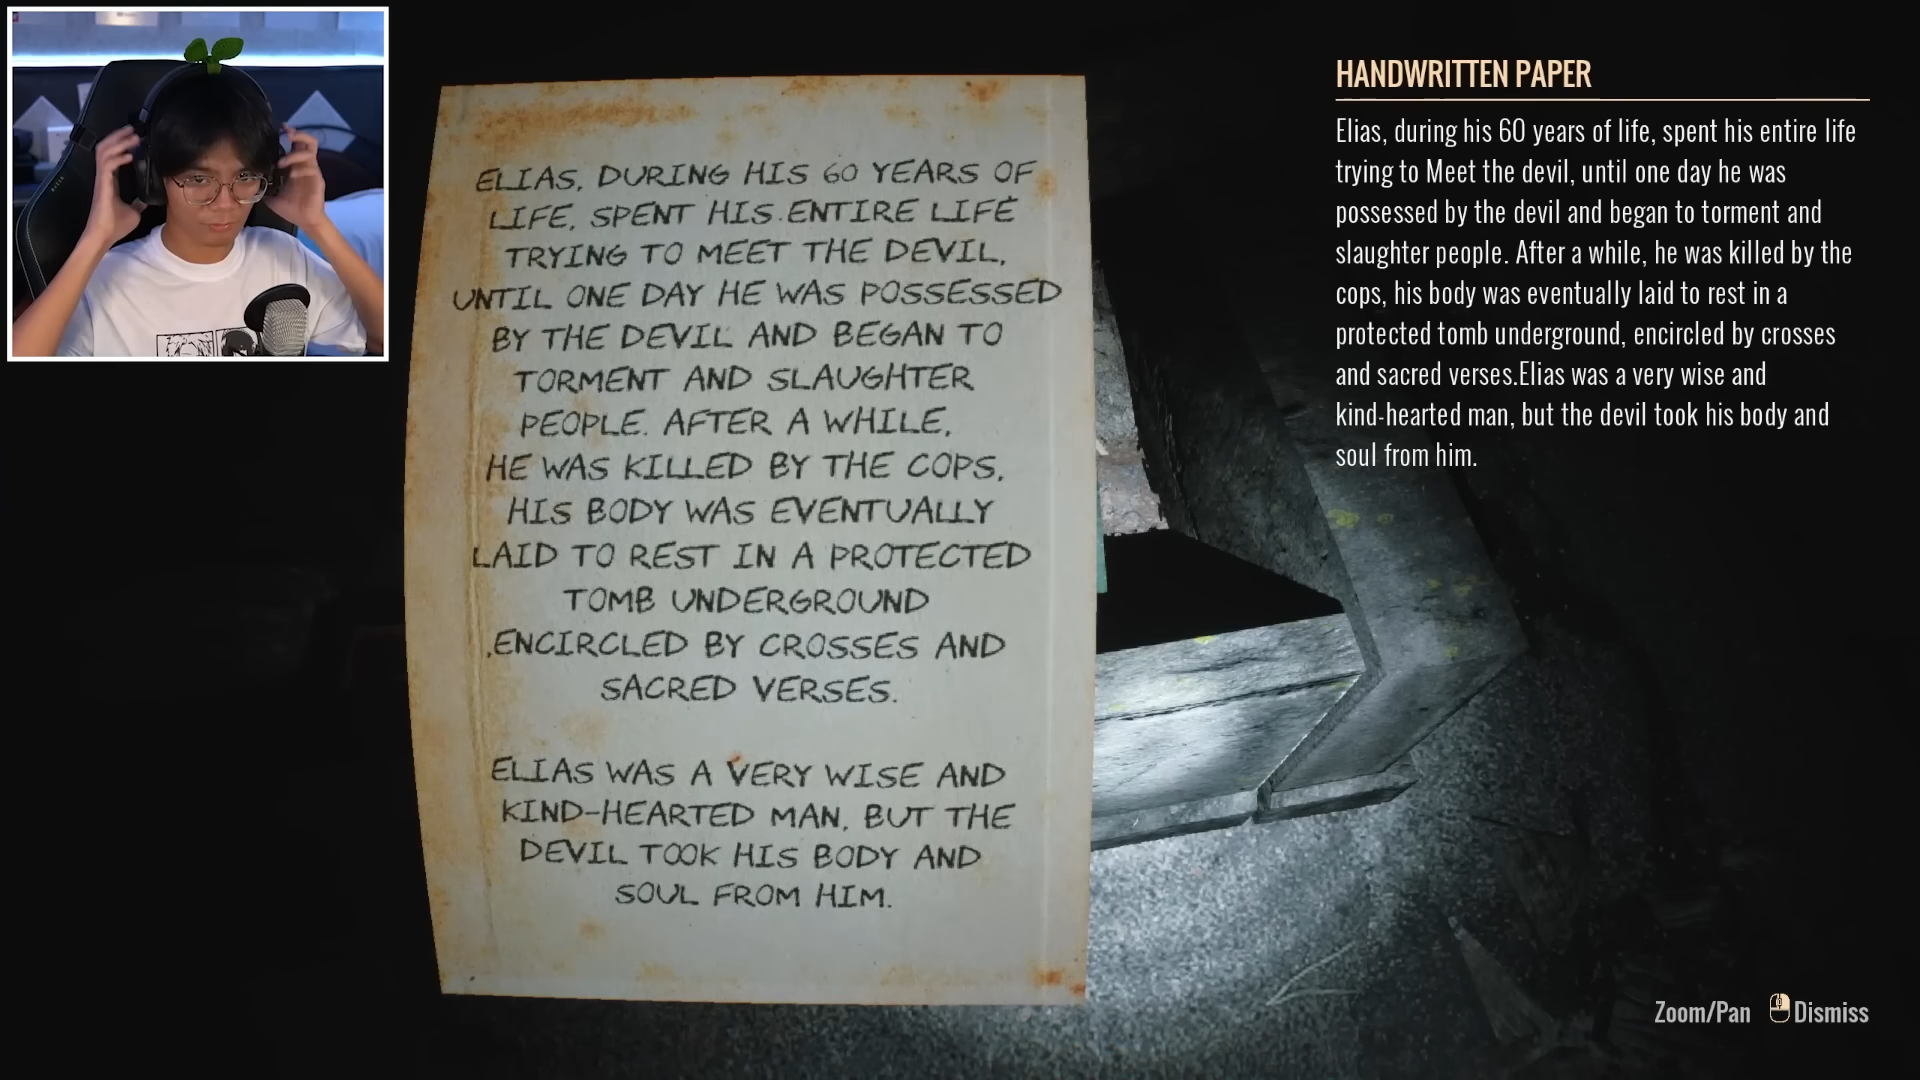 ELIAS, DURING HIS 60 YEARS OF
LIFE, SPENT HIS ENTIRE LIFE
TRYING TO MEET THE DEVIL,
UNTIL ONE DAY HE WAS POSSESSED
BY THE DEVIL AND BEGAN TO
TORMENT AND SLAUGHTER
PEOPLE. AFTER A WHILE,
HE WAS KILLED BY THE COPS,
HIS BODY WAS EVENTUALLY
LAID TO REST IN A PROTECTED
TOMB UNDERGROUND
,ENCIRCLED BY CROSSES AND
SACRED VERSES.
ELIAS WAS A VERY WISE AND
KIND-HEARTED MAN, BUT THE
DEVIL TOOK HIS BODY AND
SOUL FROM HIM.
HANDWRITTEN PAPER
Elias, during his 60 years of life, spent his entire life
trying to Meet the devil, until one day he was
possessed by the devil and began to torment and
slaughter people. After a while, he was killed by the
cops, his body was eventually laid to rest in a
protected tomb underground, encircled by crosses
and sacred verses.Elias was a very wise and
kind-hearted man, but the devil took his body and
soul from him.
Zoom/Pan Dismiss